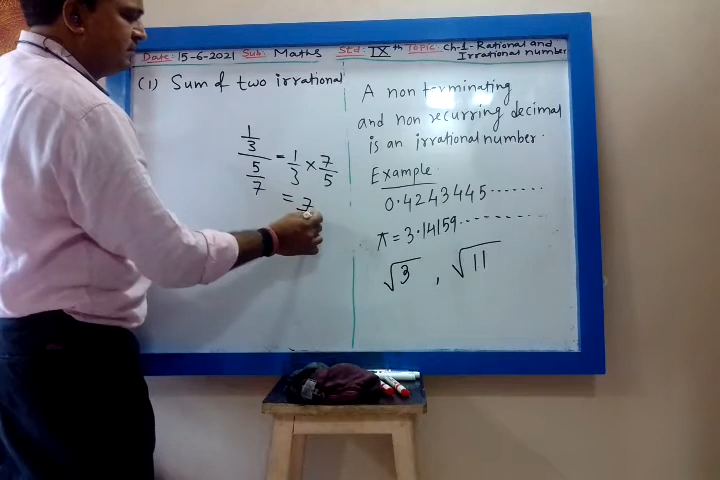 Date: 15-6-2021 Sub: Maths Std: IXth Topic: Ch-1-Rational and Irrational number
(1) Sum of two irrational
1/3 / 5/7 = 1/3 × 7/5
= 7
A non terminating
and non recurring decimal
is an irrational number.
Example
0.4243445.......
π = 3.14159----------
√3 , √11